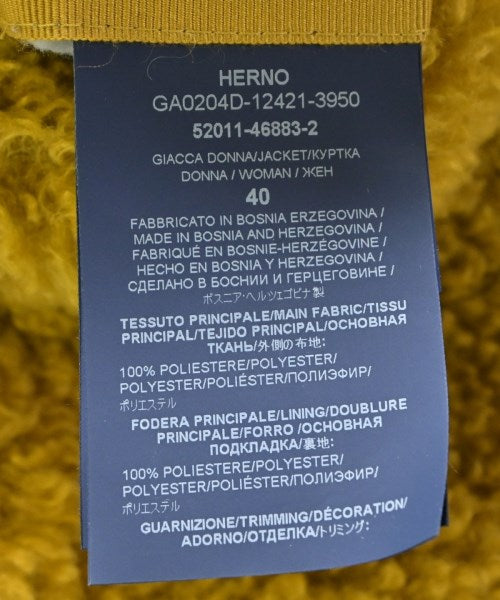 HERNO
GA0204D-12421-3950
52011-46883-2
GIACCA DONNA/JACKET/КУРТКА
DONNA / WOMAN / ЖЕН
40
FABBRICATO IN BOSNIA ERZEGOVINA /
MADE IN BOSNIA AND HERZEGOVINA /
FABRIQUÉ EN BOSNIE-HERZÉGOVINE /
HECHO EN BOSNIA Y HERZEGOVINA /
СДЕЛАНО В БОСНИИ И ГЕРЦЕГОВИНЕ /
ボスニア・ヘルツェゴビナ製
TESSUTO PRINCIPALE/MAIN FABRIC/TISSU
PRINCIPAL/TEJIDO PRINCIPAL/ОСНОВНАЯ
ТКАНЬ/外側の布地:
100% POLIESTERE/POLYESTER/
POLYESTER/POLIÉSTER/ПОЛИЭФИР/
ポリエステル
FODERA PRINCIPALE/LINING/DOUBLURE
PRINCIPALE/FORRO /ОСНОВНАЯ
ПОДКЛАДКА/裏地:
100% POLIESTERE/POLYESTER/
POLYESTER/POLIÉSTER/ПОЛИЭФИР/
ポリエステル
GUARNIZIONE/TRIMMING/DÉCORATION/
ADORNO/ОТДЕЛКА/トリミング: